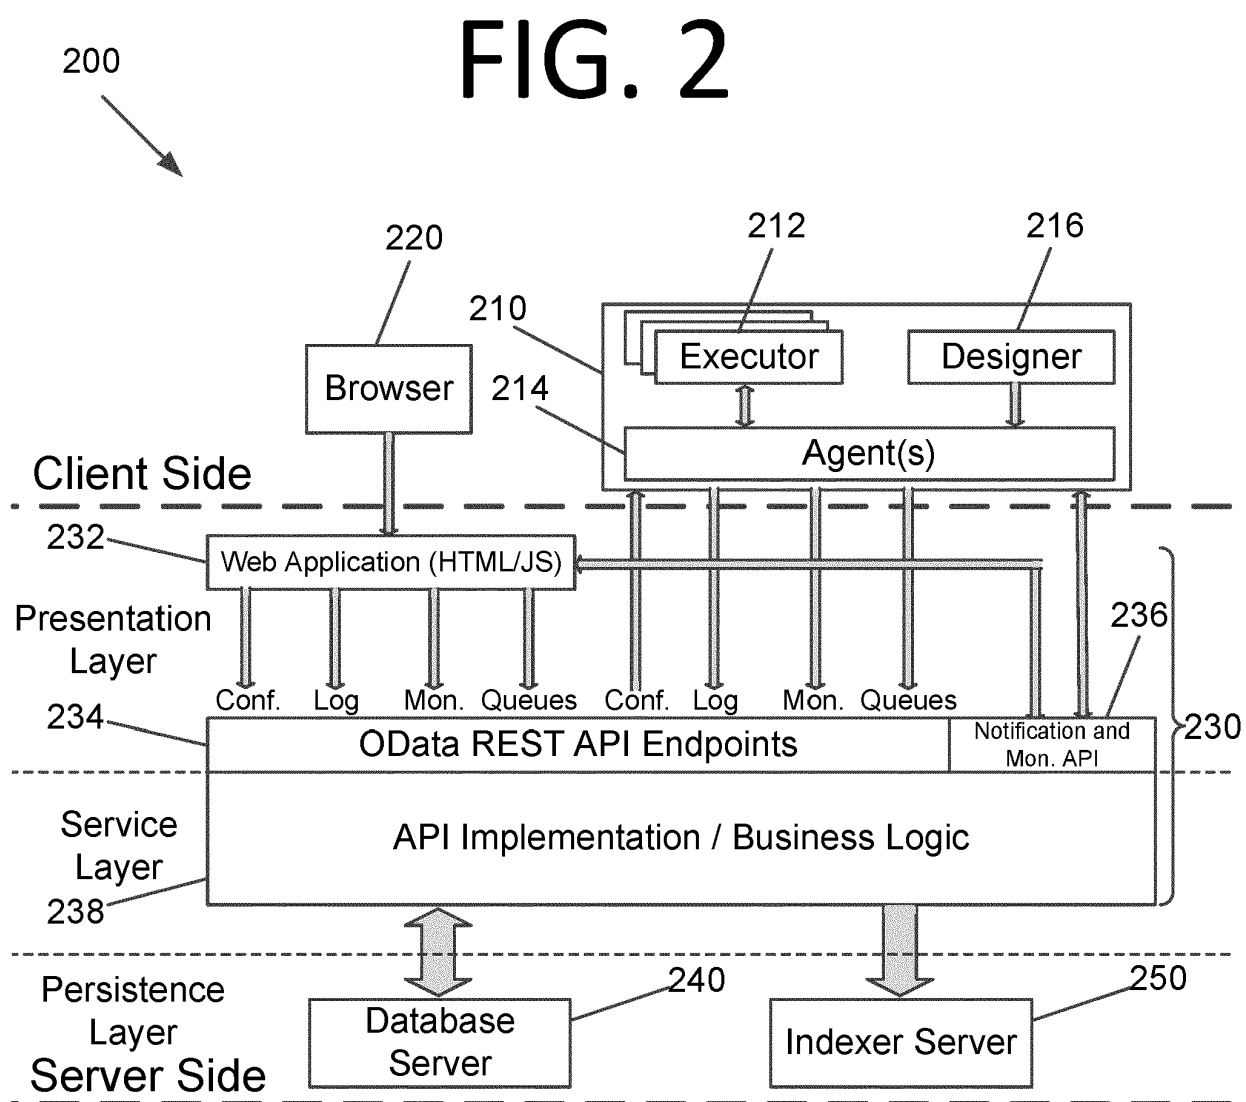 FIG. 2
200
220
212
216
210
Executor
Designer
Browser
214
Agent(s)
Client Side
232
Web Application (HTML/JS)
Presentation
Layer
236
Conf.
Log
Mon.
Queues
Conf.
Log
Mon.
Queues
234
OData REST API Endpoints
Notification and
Mon. API
230
Service
Layer
API Implementation / Business Logic
238
240
250
Persistence
Layer
Database
Server
Indexer Server
Server Side